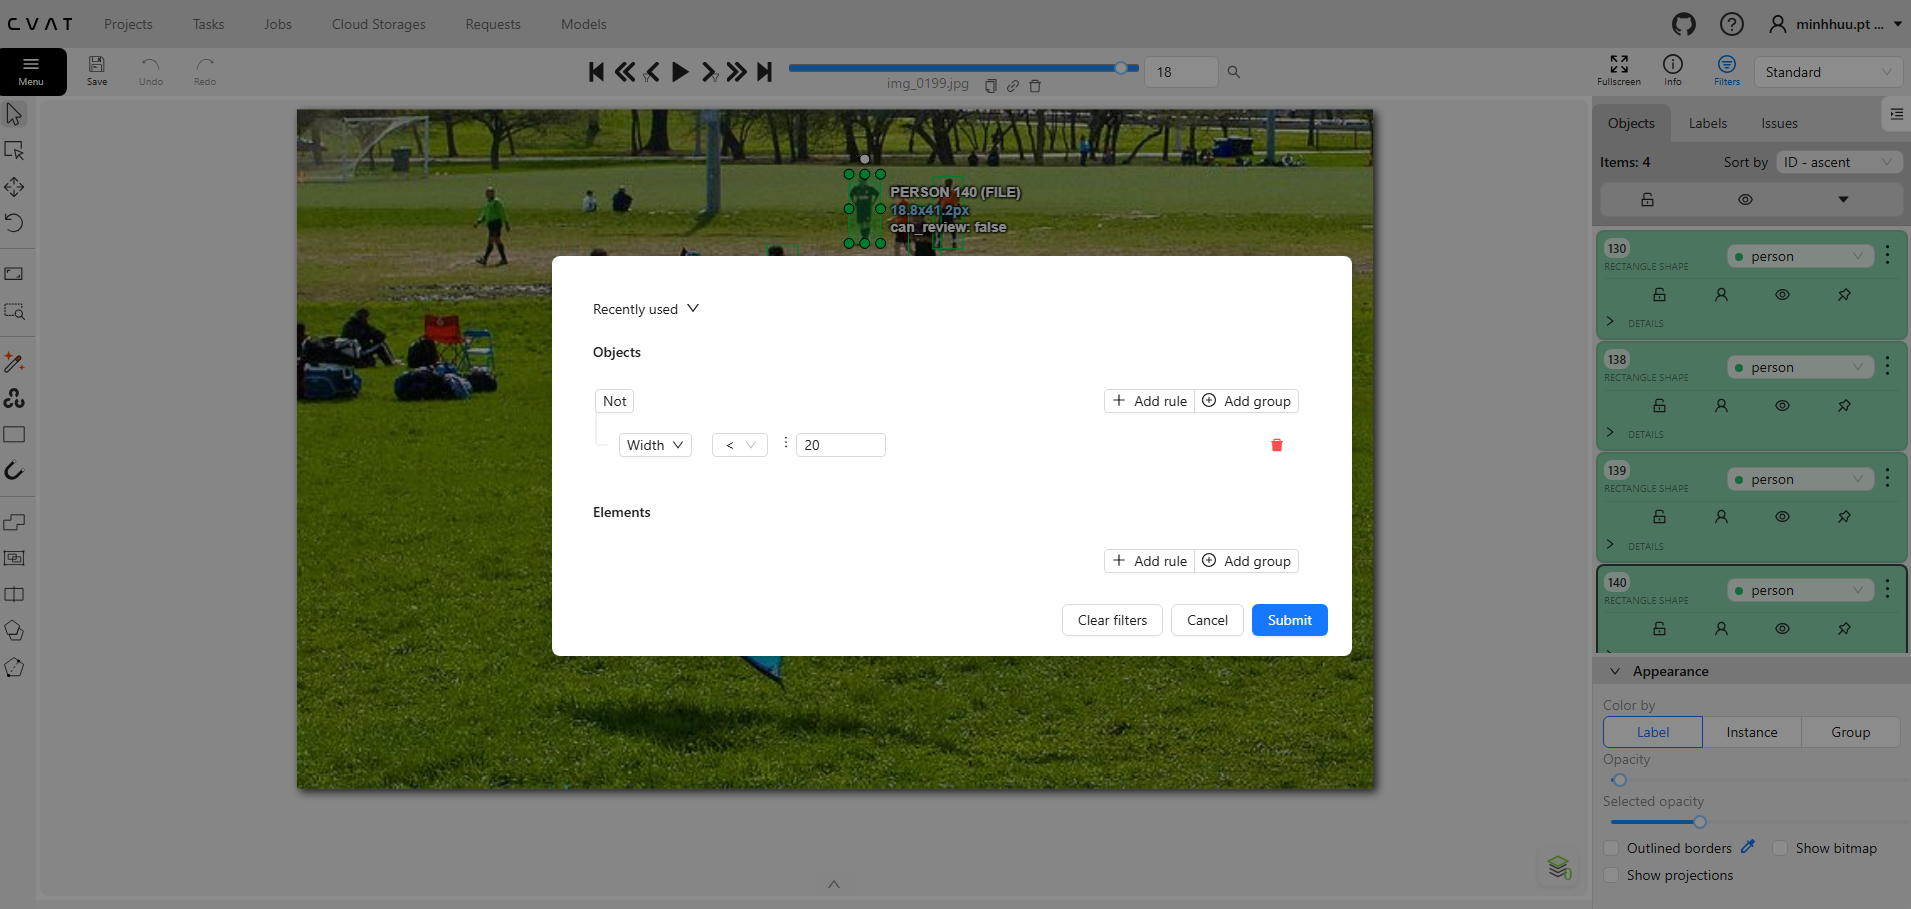 CVAT
Projects
Tasks
Jobs
Cloud Storages
Requests
Models
minhhuu.pt ...
Menu
Save
Undo
Redo
img_0199.jpg
18
Fullscreen
Info
Filters
Standard
PERSON 140 (FILE)
18.8x41.2px
can_review: false
Recently used
Objects
Not
Add rule
Add group
Width
<
:
20
Elements
Add rule
Add group
Clear filters
Cancel
Submit
Objects
Labels
Issues
Items: 4
Sort by
ID - ascent
130
person
RECTANGLE SHAPE
DETAILS
138
person
RECTANGLE SHAPE
DETAILS
139
person
RECTANGLE SHAPE
DETAILS
140
person
RECTANGLE SHAPE
Appearance
Color by
Label
Instance
Group
Opacity
Selected opacity
Outlined borders
Show bitmap
Show projections
0